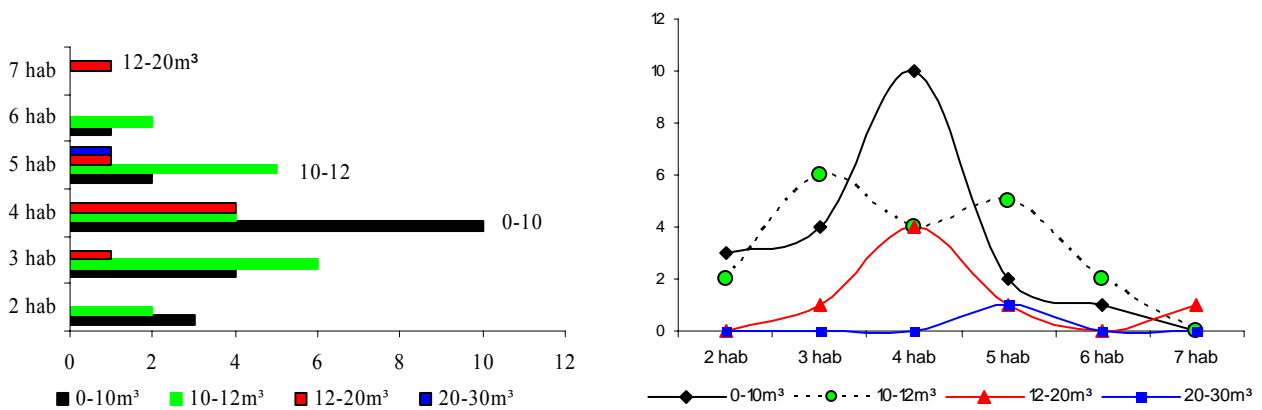 7 hab
6 hab
5 hab
4 hab
3 hab
2 hab
12-20m³
10-12
0-10
0 2 4 6 8 10 12
0-10m³ 10-12m³ 12-20m³ 20-30m³
12
10
8
6
4
2
0
2 hab 3 hab 4 hab 5 hab 6 hab 7 hab
0-10m³ 10-12m³ 12-20m³ 20-30m³